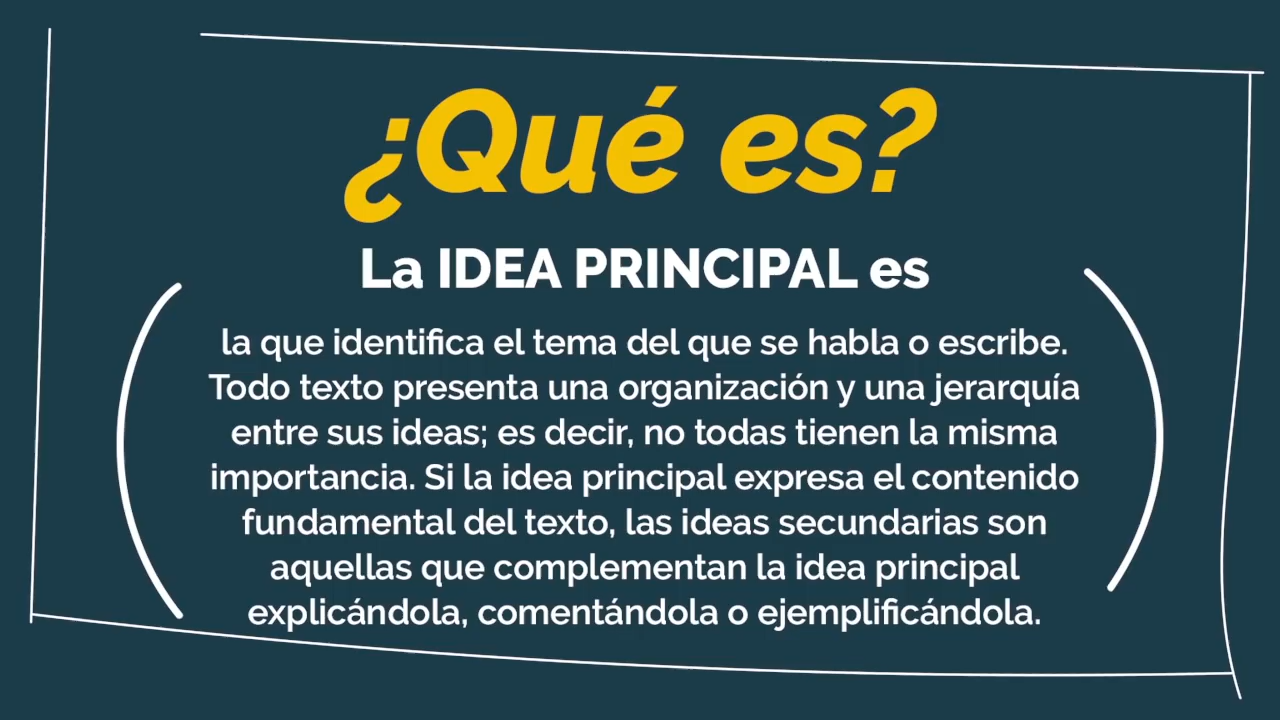 ¿Qué es?
La IDEA PRINCIPAL es
la que identifica el tema del que se habla o escribe.
Todo texto presenta una organización y una jerarquía
entre sus ideas; es decir, no todas tienen la misma
importancia. Si la idea principal expresa el contenido
fundamental del texto, las ideas secundarias son
aquellas que complementan la idea principal
explicándola, comentándola o ejemplificándola.